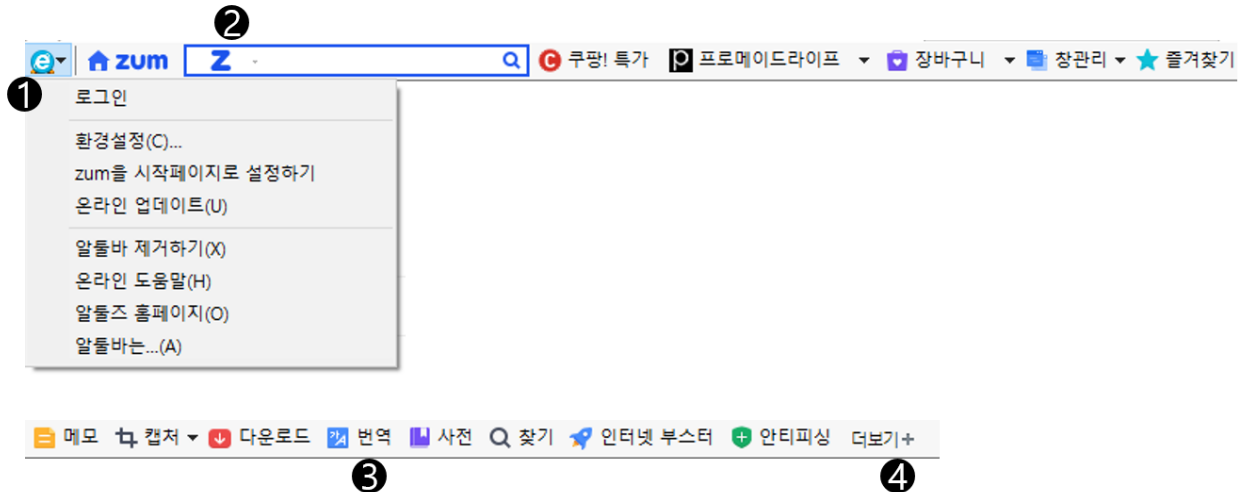 ❷
zum Z 쿠팡! 특가 프로메이드라이프 장바구니 창관리 즐겨찾기
❶
로그인
환경설정(C)...
zum을 시작페이지로 설정하기
온라인 업데이트(U)
알툴바 제거하기(X)
온라인 도움말(H)
알툴즈 홈페이지(O)
알툴바는...(A)
메모 캡처 다운로드 번역 사전 찾기 인터넷 부스터 안티피싱 더보기+
❸ ❹